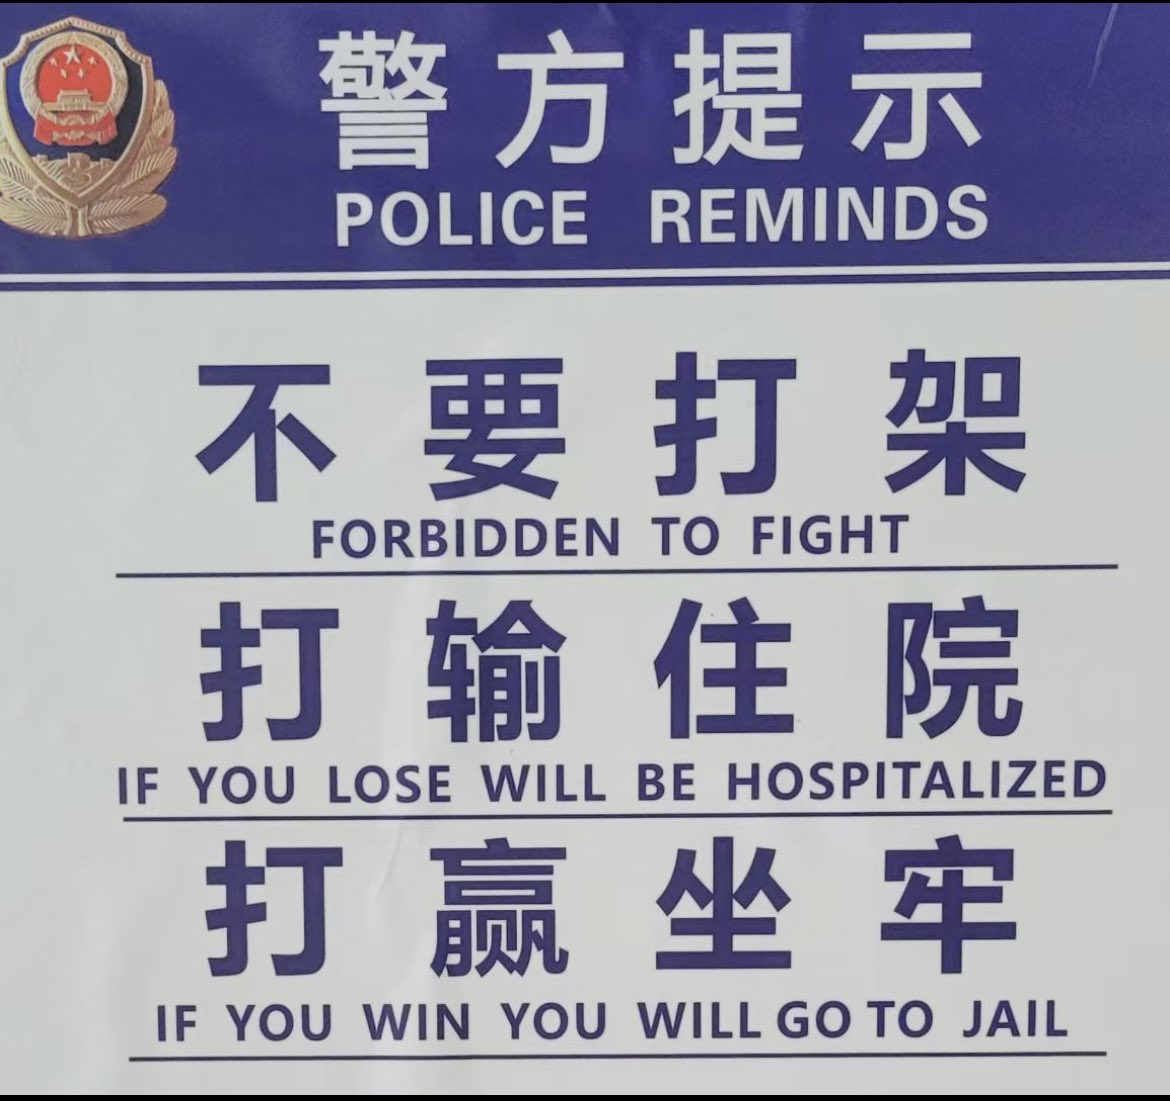 警方提示
POLICE REMINDS
不要打架
FORBIDDEN TO FIGHT
打输住院
IF YOU LOSE WILL BE HOSPITALIZED
打赢坐牢
IF YOU WIN YOU WILL GO TO JAIL